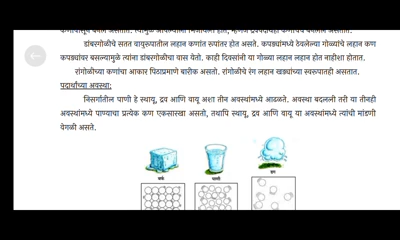 डांबरगोळीचे सतत वायुरूपातील लहान कणांत रुपांतर होत असते. कपड्यांमध्ये ठेवलेल्या गोळ्यांचे लहान कण
कपड्यांवर बसल्यामुळे त्यांना डांबरगोळीचा वास येतो. काही दिवसांनी या गोळ्या लहान लहान होत नाहीशा होतात.
रांगोळीच्या कणांचा आकार पिठाप्रमाणे बारीक असतो. रांगोळीचे रंग लहान खड्यांच्या स्वरूपातही असतात.
पदार्थांच्या अवस्था:
निसर्गातील पाणी हे स्थायू, द्रव आणि वायू अशा तीन अवस्थांमध्ये आढळते. अवस्था बदलली तरी या तीनही
अवस्थांमध्ये पाण्याचा प्रत्येक कण एकसारखा असतो, तथापि स्थायू, द्रव आणि वायू या अवस्थांमध्ये त्यांची मांडणी
वेगळी असते.
बर्फ पाणी